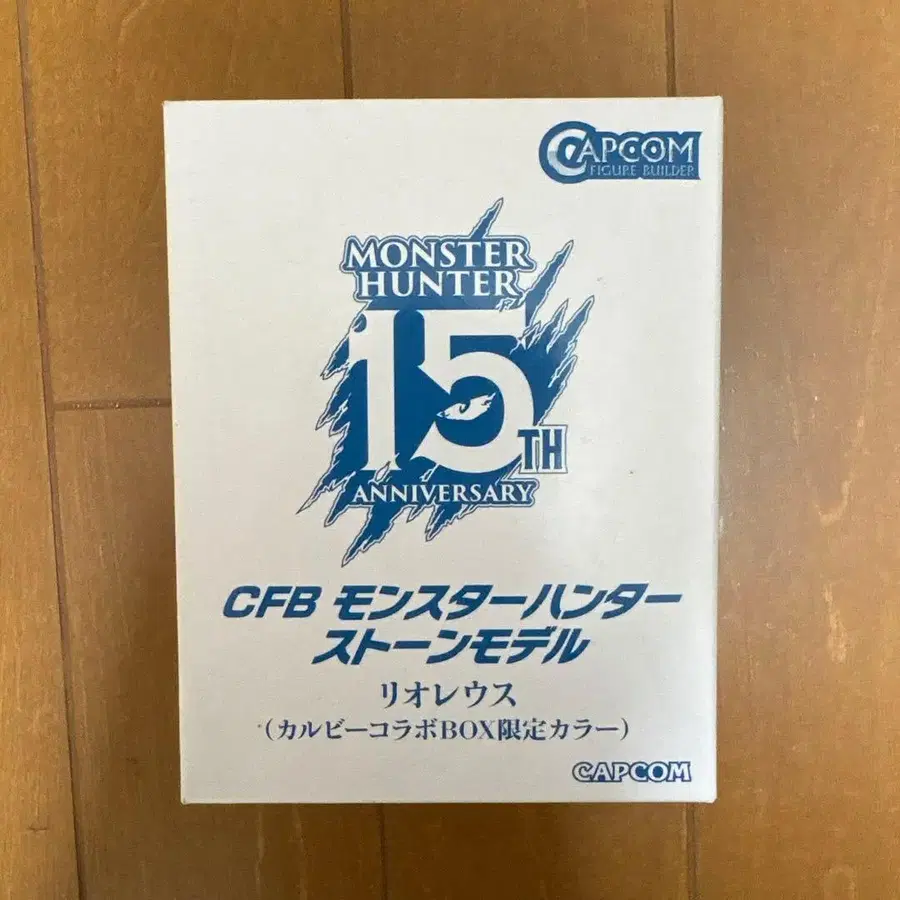 CAPCOM
FIGURE BUILDER
MONSTER
HUNTER
15TH
ANNIVERSARY
CFB モンスターハンター
ストーンモデル
リオレウス
（カルビーコラボBOX限定カラー）
CAPCOM